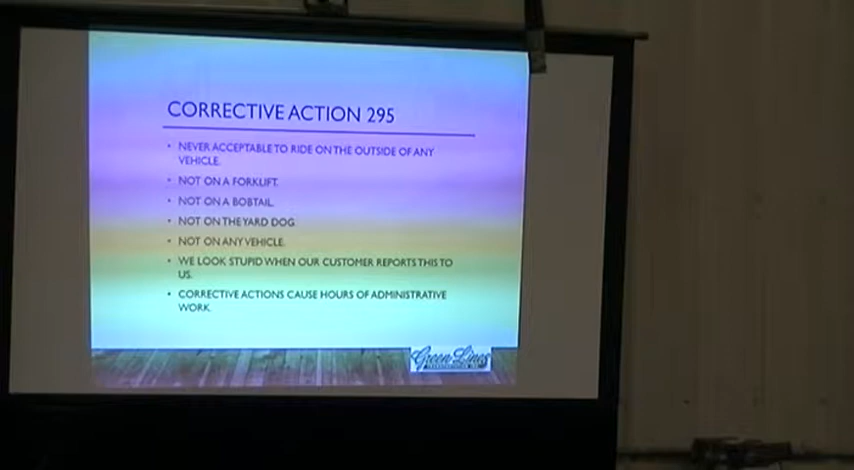 CORRECTIVE ACTION 295
• NEVER ACCEPTABLE TO RIDE ON THE OUTSIDE OF ANY
VEHICLE.
• NOT ON A FORKLIFT.
• NOT ON A BOBTAIL.
• NOT ON THE YARD DOG.
• NOT ON ANY VEHICLE.
• WE LOOK STUPID WHEN OUR CUSTOMER REPORTS THIS TO
US.
• CORRECTIVE ACTIONS CAUSE HOURS OF ADMINISTRATIVE
WORK.
Green Lines